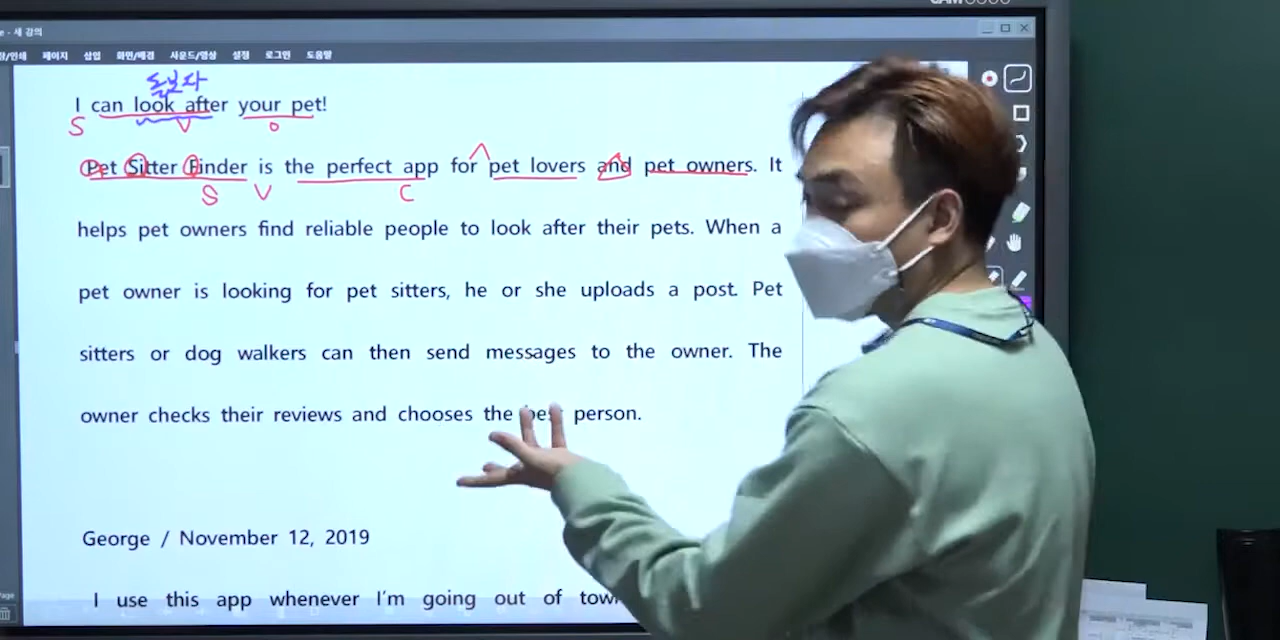 새 강의
페이지 삽입 화면/배경 사운드/영상 설정 로그인 도움말
돌보자
I can look after your pet!
S V O
Pet Sitter Finder is the perfect app for pet lovers and pet owners. It
S V C
helps pet owners find reliable people to look after their pets. When a
pet owner is looking for pet sitters, he or she uploads a post. Pet
sitters or dog walkers can then send messages to the owner. The
owner checks their reviews and chooses the person.
George / November 12, 2019
I use this app whenever I'm going out of